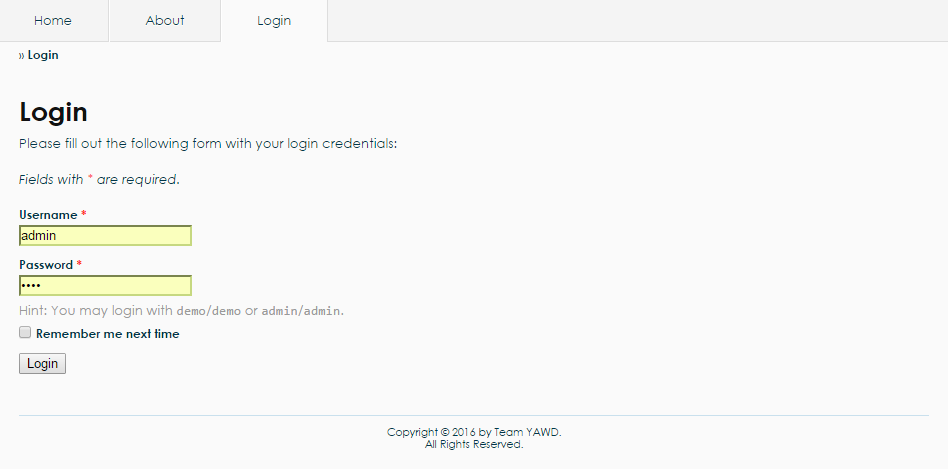 Home About Login
» Login
Login
Please fill out the following form with your login credentials:
Fields with * are required.
Username *
admin
Password *
••••
Hint: You may login with demo/demo or admin/admin.
Remember me next time
Login
Copyright © 2016 by Team YAWD.
All Rights Reserved.